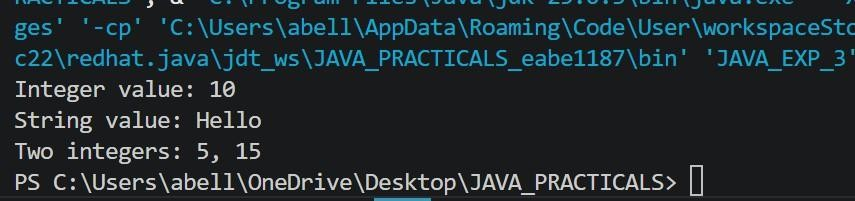 ges' '-cp' 'C:\Users\abell\AppData\Roaming\Code\User\workspaceSto
c22\redhat.java\jdt_ws\JAVA_PRACTICALS_eabe1187\bin' 'JAVA_EXP_3'
Integer value: 10
String value: Hello
Two integers: 5, 15
PS C:\Users\abell\OneDrive\Desktop\JAVA_PRACTICALS>